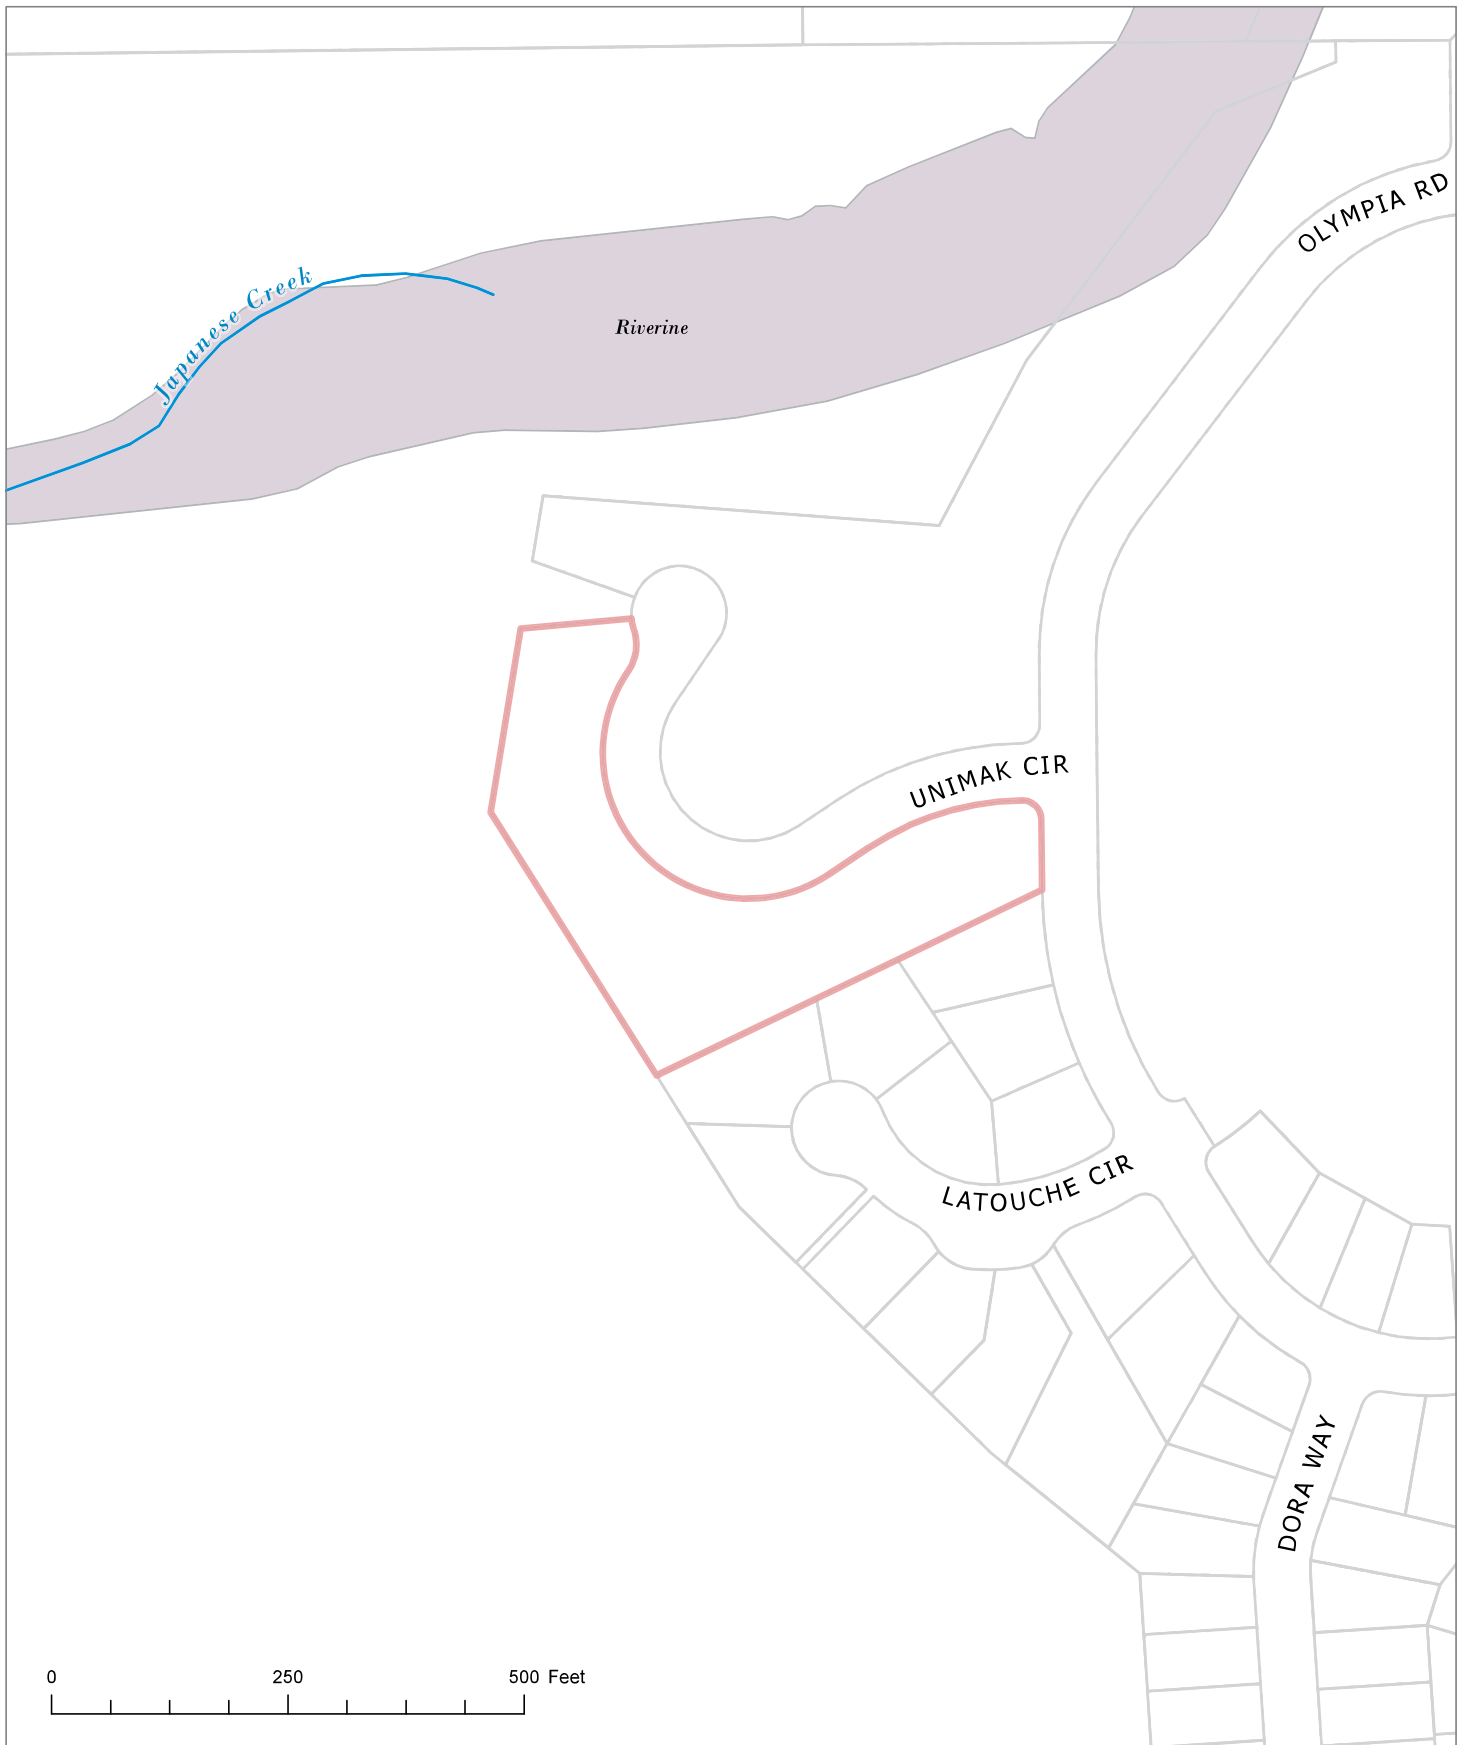 OLYMPIA RD
Japanese Creek
Riverine
UNIMAK CIR
LATOUCHE CIR
DORA WAY
0 250 500 Feet